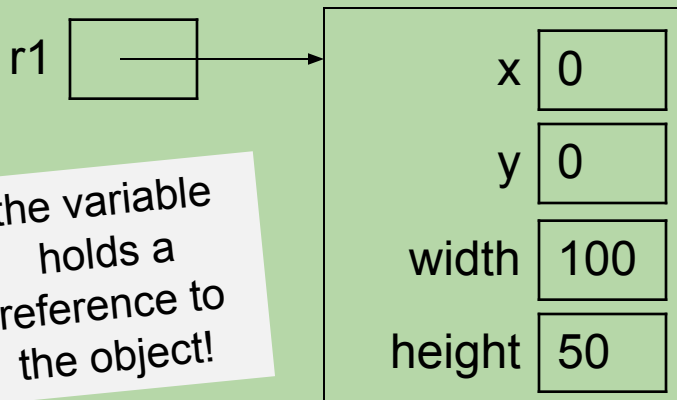 r1
x 0
y 0
width 100
height 50
the variable
holds a
reference to
the object!